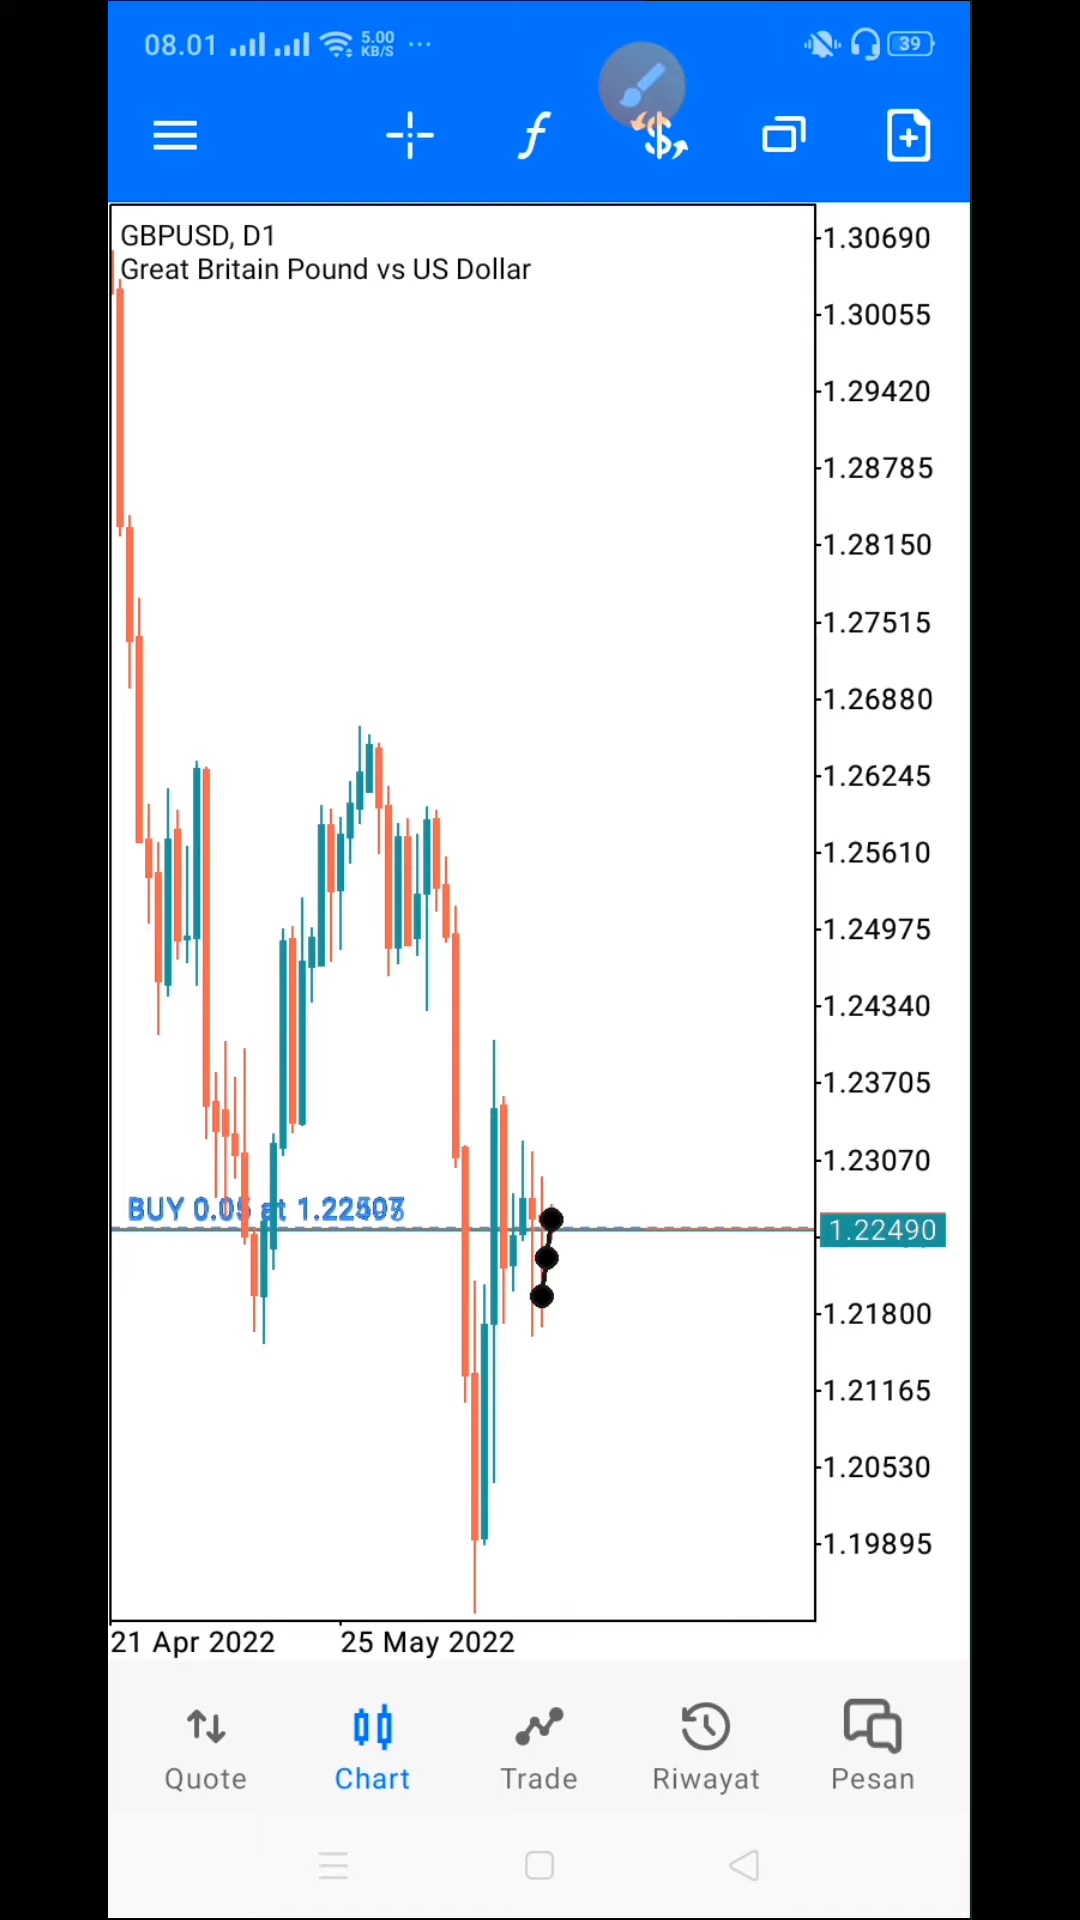 08.01 5.00 KB/S ... 39
f $
GBPUSD, D1
Great Britain Pound vs US Dollar
1.30690
1.30055
1.29420
1.28785
1.28150
1.27515
1.26880
1.26245
1.25610
1.24975
1.24340
1.23705
1.23070
BUY 0.05 at
1.22490
1.21800
1.21165
1.20530
1.19895
21 Apr 2022 25 May 2022
Quote Chart Trade Riwayat Pesan